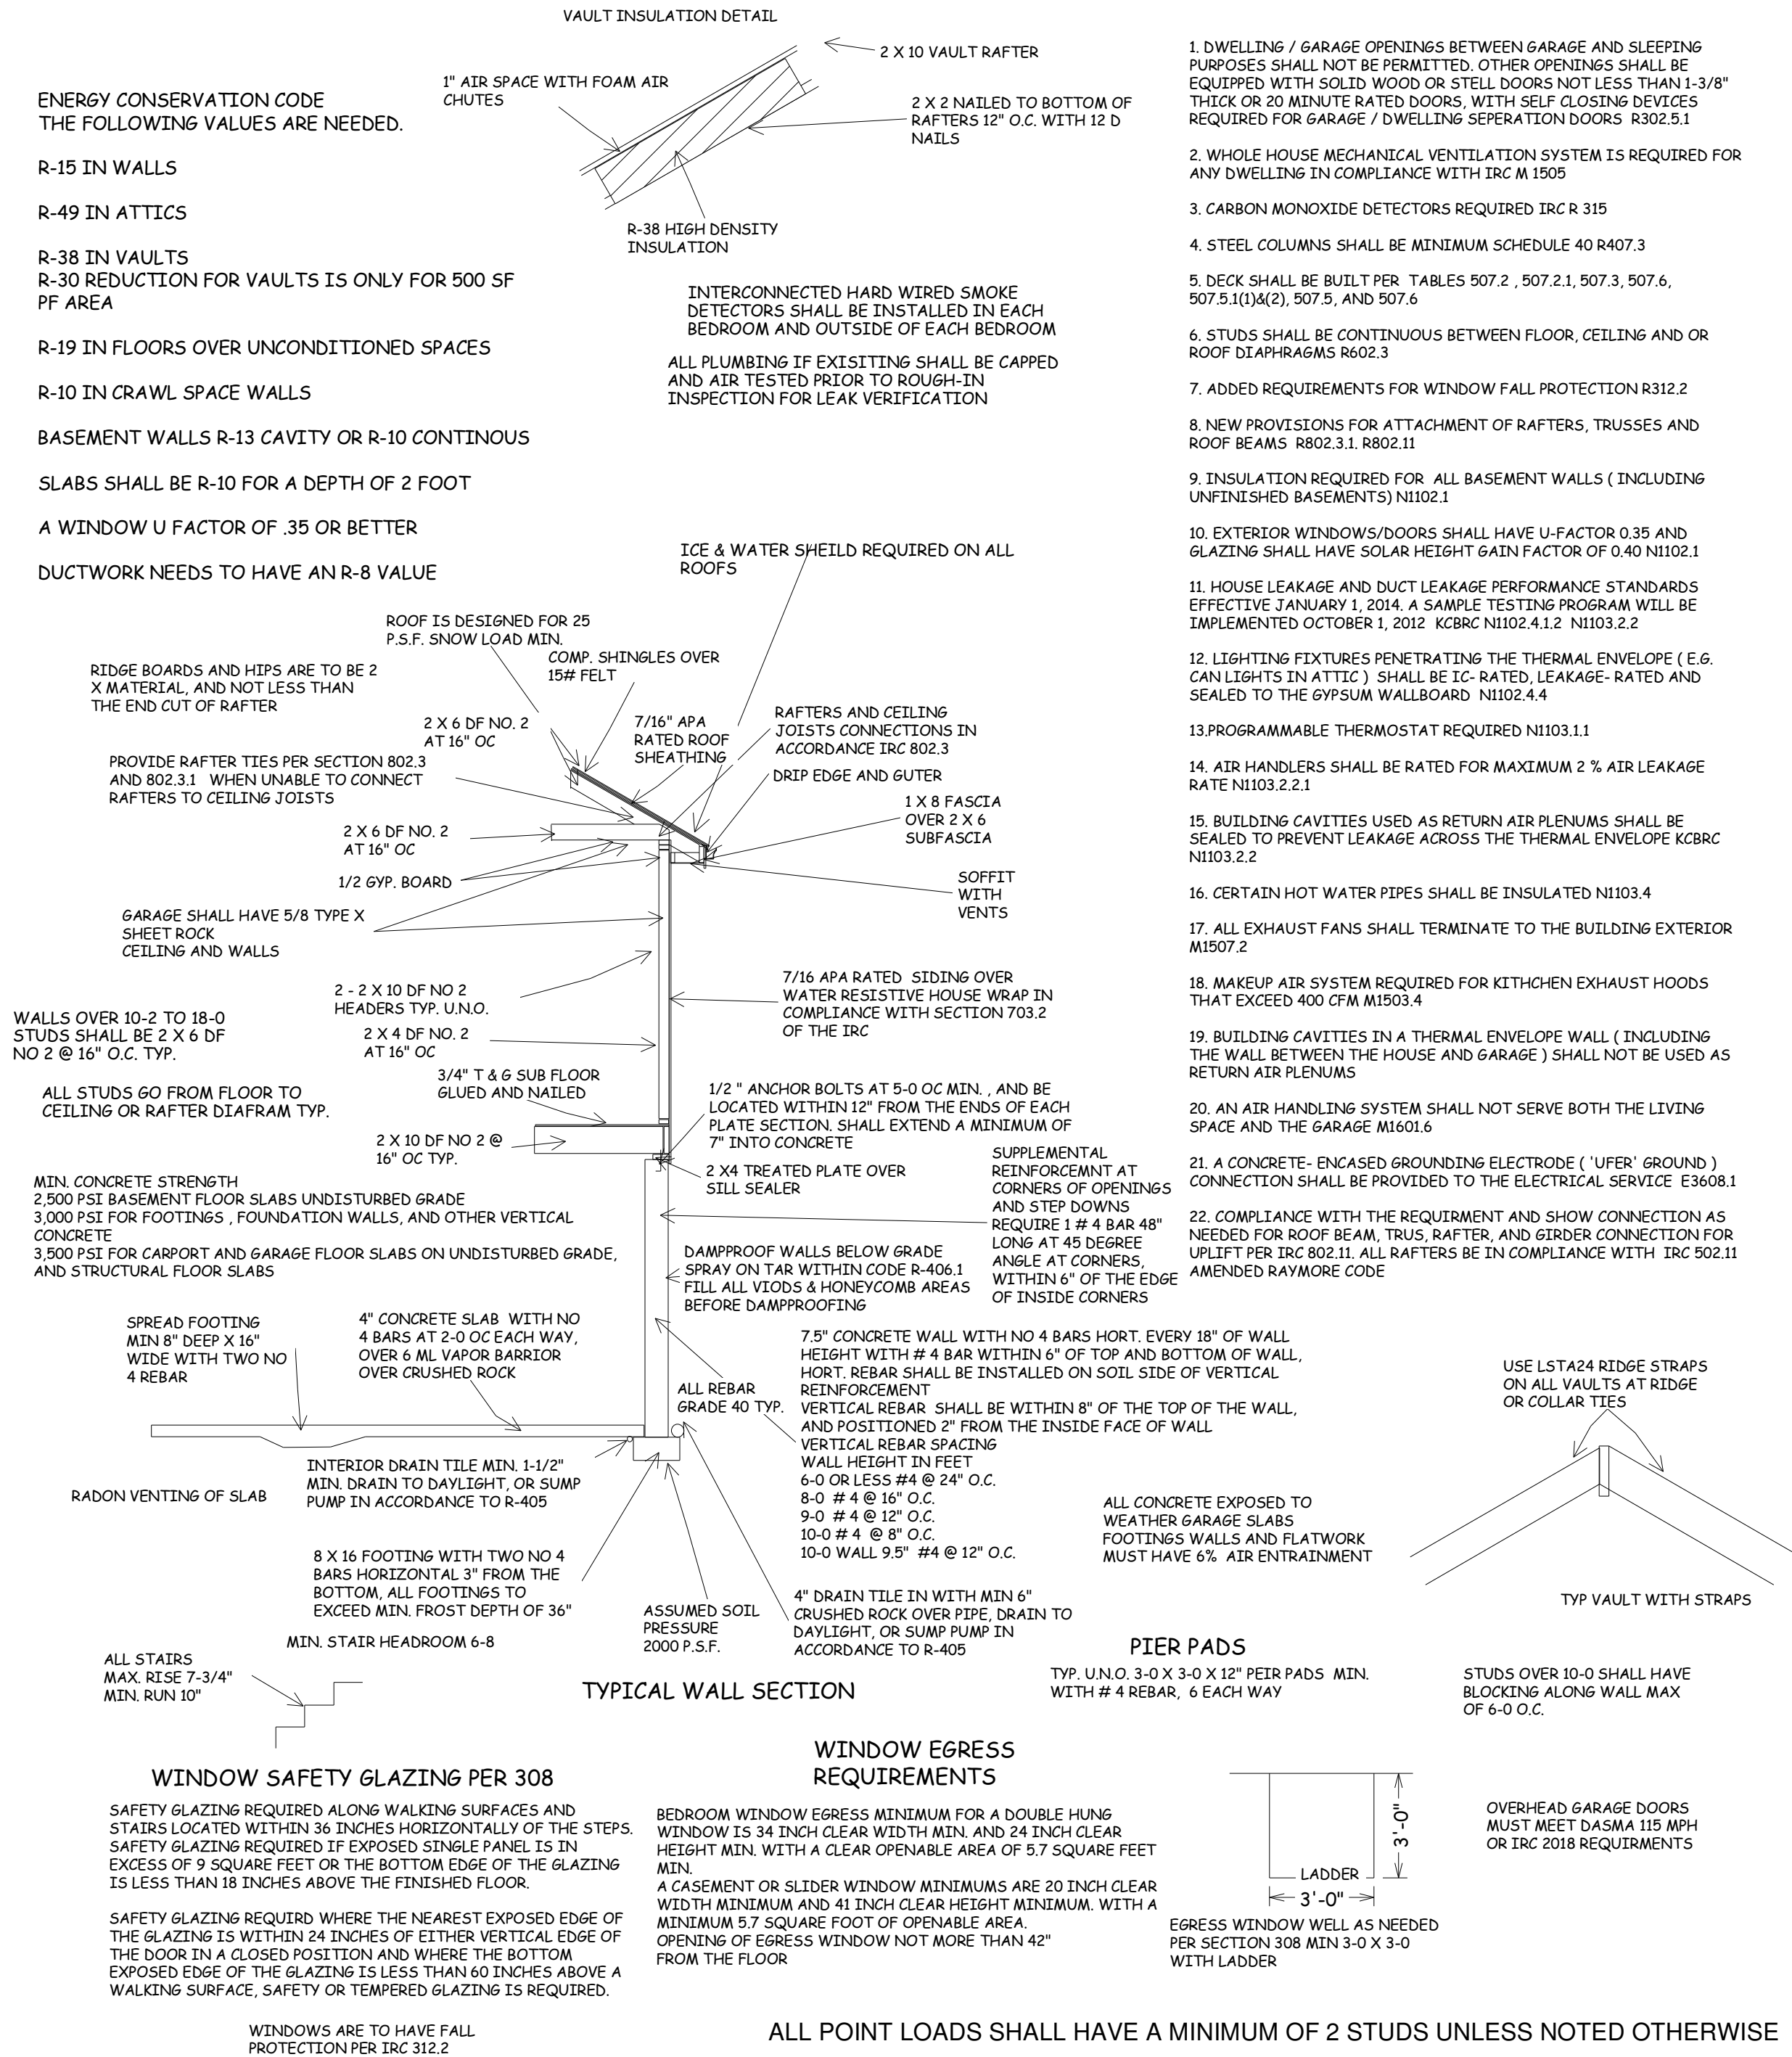 VAULT INSULATION DETAIL
2 X 10 VAULT RAFTER
1" AIR SPACE WITH FOAM AIR
CHUTES
2 X 2 NAILED TO BOTTOM OF
RAFTERS 12" O.C. WITH 12 D
NAILS
R-38 HIGH DENSITY
INSULATION
ENERGY CONSERVATION CODE
THE FOLLOWING VALUES ARE NEEDED.
R-15 IN WALLS
R-49 IN ATTICS
R-38 IN VAULTS
R-30 REDUCTION FOR VAULTS IS ONLY FOR 500 SF
PF AREA
R-19 IN FLOORS OVER UNCONDITIONED SPACES
R-10 IN CRAWL SPACE WALLS
BASEMENT WALLS R-13 CAVITY OR R-10 CONTINOUS
SLABS SHALL BE R-10 FOR A DEPTH OF 2 FOOT
A WINDOW U FACTOR OF .35 OR BETTER
DUCTWORK NEEDS TO HAVE AN R-8 VALUE
INTERCONNECTED HARD WIRED SMOKE
DETECTORS SHALL BE INSTALLED IN EACH
BEDROOM AND OUTSIDE OF EACH BEDROOM
ALL PLUMBING IF EXISITING SHALL BE CAPPED
AND AIR TESTED PRIOR TO ROUGH-IN
INSPECTION FOR LEAK VERIFICATION
1. DWELLING / GARAGE OPENINGS BETWEEN GARAGE AND SLEEPING
PURPOSES SHALL NOT BE PERMITTED. OTHER OPENINGS SHALL BE
EQUIPPED WITH SOLID WOOD OR STELL DOORS NOT LESS THAN 1-3/8"
THICK OR 20 MINUTE RATED DOORS, WITH SELF CLOSING DEVICES
REQUIRED FOR GARAGE / DWELLING SEPERATION DOORS R302.5.1
2. WHOLE HOUSE MECHANICAL VENTILATION SYSTEM IS REQUIRED FOR
ANY DWELLING IN COMPLIANCE WITH IRC M 1505
3. CARBON MONOXIDE DETECTORS REQUIRED IRC R 315
4. STEEL COLUMNS SHALL BE MINIMUM SCHEDULE 40 R407.3
5. DECK SHALL BE BUILT PER TABLES 507.2 , 507.2.1, 507.3, 507.6,
507.5.1(1)&(2), 507.5, AND 507.6
6. STUDS SHALL BE CONTINUOUS BETWEEN FLOOR, CEILING AND OR
ROOF DIAPHRAGMS R602.3
7. ADDED REQUIREMENTS FOR WINDOW FALL PROTECTION R312.2
8. NEW PROVISIONS FOR ATTACHMENT OF RAFTERS, TRUSSES AND
ROOF BEAMS R802.3.1. R802.11
9. INSULATION REQUIRED FOR ALL BASEMENT WALLS ( INCLUDING
UNFINISHED BASEMENTS) N1102.1
10. EXTERIOR WINDOWS/DOORS SHALL HAVE U-FACTOR 0.35 AND
GLAZING SHALL HAVE SOLAR HEIGHT GAIN FACTOR OF 0.40 N1102.1
11. HOUSE LEAKAGE AND DUCT LEAKAGE PERFORMANCE STANDARDS
EFFECTIVE JANUARY 1, 2014. A SAMPLE TESTING PROGRAM WILL BE
IMPLEMENTED OCTOBER 1, 2012 KCBRC N1102.4.1.2 N1103.2.2
12. LIGHTING FIXTURES PENETRATING THE THERMAL ENVELOPE ( E.G.
CAN LIGHTS IN ATTIC ) SHALL BE IC- RATED, LEAKAGE- RATED AND
SEALED TO THE GYPSUM WALLBOARD N1102.4.4
13.PROGRAMMABLE THERMOSTAT REQUIRED N1103.1.1
14. AIR HANDLERS SHALL BE RATED FOR MAXIMUM 2 % AIR LEAKAGE
RATE N1103.2.2.1
15. BUILDING CAVITIES USED AS RETURN AIR PLENUMS SHALL BE
SEALED TO PREVENT LEAKAGE ACROSS THE THERMAL ENVELOPE KCBRC
N1103.2.2
16. CERTAIN HOT WATER PIPES SHALL BE INSULATED N1103.4
17. ALL EXHAUST FANS SHALL TERMINATE TO THE BUILDING EXTERIOR
M1507.2
18. MAKEUP AIR SYSTEM REQUIRED FOR KITHCHEN EXHAUST HOODS
THAT EXCEED 400 CFM M1503.4
19. BUILDING CAVITIES IN A THERMAL ENVELOPE WALL ( INCLUDING
THE WALL BETWEEN THE HOUSE AND GARAGE ) SHALL NOT BE USED AS
RETURN AIR PLENUMS
20. AN AIR HANDLING SYSTEM SHALL NOT SERVE BOTH THE LIVING
SPACE AND THE GARAGE M1601.6
21. A CONCRETE- ENCASED GROUNDING ELECTRODE ( 'UFER' GROUND )
CONNECTION SHALL BE PROVIDED TO THE ELECTRICAL SERVICE E3608.1
22. COMPLIANCE WITH THE REQUIRMENT AND SHOW CONNECTION AS
NEEDED FOR ROOF BEAM, TRUS, RAFTER, AND GIRDER CONNECTION FOR
UPLIFT PER IRC 802.11. ALL RAFTERS BE IN COMPLIANCE WITH IRC 502.11
AMENDED RAYMORE CODE
ICE & WATER SHEILD REQUIRED ON ALL
ROOFS
ROOF IS DESIGNED FOR 25
P.S.F. SNOW LOAD MIN.
COMP. SHINGLES OVER
15# FELT
RIDGE BOARDS AND HIPS ARE TO BE 2
X MATERIAL, AND NOT LESS THAN
THE END CUT OF RAFTER
2 X 6 DF NO. 2
AT 16" OC
7/16" APA
RATED ROOF
SHEATHING
RAFTERS AND CEILING
JOISTS CONNECTIONS IN
ACCORDANCE IRC 802.3
PROVIDE RAFTER TIES PER SECTION 802.3
AND 802.3.1 WHEN UNABLE TO CONNECT
RAFTERS TO CEILING JOISTS
DRIP EDGE AND GUTER
1 X 8 FASCIA
OVER 2 X 6
SUBFASCIA
2 X 6 DF NO. 2
AT 16" OC
1/2 GYP. BOARD
SOFFIT
WITH
VENTS
GARAGE SHALL HAVE 5/8 TYPE X
SHEET ROCK
CEILING AND WALLS
2 - 2 X 10 DF NO 2
HEADERS TYP. U.N.O.
7/16 APA RATED SIDING OVER
WATER RESISTIVE HOUSE WRAP IN
COMPLIANCE WITH SECTION 703.2
OF THE IRC
WALLS OVER 10-2 TO 18-0
STUDS SHALL BE 2 X 6 DF
NO 2 @ 16" O.C. TYP.
2 X 4 DF NO. 2
AT 16" OC
3/4" T & G SUB FLOOR
GLUED AND NAILED
ALL STUDS GO FROM FLOOR TO
CEILING OR RAFTER DIAFRAM TYP.
1/2 " ANCHOR BOLTS AT 5-0 OC MIN. , AND BE
LOCATED WITHIN 12" FROM THE ENDS OF EACH
PLATE SECTION. SHALL EXTEND A MINIMUM OF
7" INTO CONCRETE
2 X 10 DF NO 2 @
16" OC TYP.
2 X4 TREATED PLATE OVER
SILL SEALER
SUPPLEMENTAL
REINFORCEMNT AT
CORNERS OF OPENINGS
AND STEP DOWNS
REQUIRE 1 # 4 BAR 48"
LONG AT 45 DEGREE
ANGLE AT CORNERS,
WITHIN 6" OF THE EDGE
OF INSIDE CORNERS
MIN. CONCRETE STRENGTH
2,500 PSI BASEMENT FLOOR SLABS UNDISTURBED GRADE
3,000 PSI FOR FOOTINGS , FOUNDATION WALLS, AND OTHER VERTICAL
CONCRETE
3,500 PSI FOR CARPORT AND GARAGE FLOOR SLABS ON UNDISTURBED GRADE,
AND STRUCTURAL FLOOR SLABS
DAMPPROOF WALLS BELOW GRADE
SPRAY ON TAR WITHIN CODE R-406.1
FILL ALL VIODS & HONEYCOMB AREAS
BEFORE DAMPPROOFING
SPREAD FOOTING
MIN 8" DEEP X 16"
WIDE WITH TWO NO
4 REBAR
4" CONCRETE SLAB WITH NO
4 BARS AT 2-0 OC EACH WAY,
OVER 6 ML VAPOR BARRIOR
OVER CRUSHED ROCK
ALL REBAR
GRADE 40 TYP.
7.5" CONCRETE WALL WITH NO 4 BARS HORT. EVERY 18" OF WALL
HEIGHT WITH # 4 BAR WITHIN 6" OF TOP AND BOTTOM OF WALL,
HORT. REBAR SHALL BE INSTALLED ON SOIL SIDE OF VERTICAL
REINFORCEMENT
VERTICAL REBAR SHALL BE WITHIN 8" OF THE TOP OF THE WALL,
AND POSITIONED 2" FROM THE INSIDE FACE OF WALL
VERTICAL REBAR SPACING
WALL HEIGHT IN FEET
6-0 OR LESS #4 @ 24" O.C.
8-0 # 4 @ 16" O.C.
9-0 # 4 @ 12" O.C.
10-0 # 4 @ 8" O.C.
10-0 WALL 9.5" #4 @ 12" O.C.
USE LSTA24 RIDGE STRAPS
ON ALL VAULTS AT RIDGE
OR COLLAR TIES
RADON VENTING OF SLAB
INTERIOR DRAIN TILE MIN. 1-1/2"
MIN. DRAIN TO DAYLIGHT, OR SUMP
PUMP IN ACCORDANCE TO R-405
ALL CONCRETE EXPOSED TO
WEATHER GARAGE SLABS
FOOTINGS WALLS AND FLATWORK
MUST HAVE 6% AIR ENTRAINMENT
8 X 16 FOOTING WITH TWO NO 4
BARS HORIZONTAL 3" FROM THE
BOTTOM, ALL FOOTINGS TO
EXCEED MIN. FROST DEPTH OF 36"
ASSUMED SOIL
PRESSURE
2000 P.S.F.
4" DRAIN TILE IN WITH MIN 6"
CRUSHED ROCK OVER PIPE, DRAIN TO
DAYLIGHT, OR SUMP PUMP IN
ACCORDANCE TO R-405
TYP VAULT WITH STRAPS
MIN. STAIR HEADROOM 6-8
ALL STAIRS
MAX. RISE 7-3/4"
MIN. RUN 10"
TYPICAL WALL SECTION
PIER PADS
TYP. U.N.O. 3-0 X 3-0 X 12" PEIR PADS MIN.
WITH # 4 REBAR, 6 EACH WAY
STUDS OVER 10-0 SHALL HAVE
BLOCKING ALONG WALL MAX
OF 6-0 O.C.
WINDOW SAFETY GLAZING PER 308
SAFETY GLAZING REQUIRED ALONG WALKING SURFACES AND
STAIRS LOCATED WITHIN 36 INCHES HORIZONTALLY OF THE STEPS.
SAFETY GLAZING REQUIRED IF EXPOSED SINGLE PANEL IS IN
EXCESS OF 9 SQUARE FEET OR THE BOTTOM EDGE OF THE GLAZING
IS LESS THAN 18 INCHES ABOVE THE FINISHED FLOOR.
SAFETY GLAZING REQUIRD WHERE THE NEAREST EXPOSED EDGE OF
THE GLAZING IS WITHIN 24 INCHES OF EITHER VERTICAL EDGE OF
THE DOOR IN A CLOSED POSITION AND WHERE THE BOTTOM
EXPOSED EDGE OF THE GLAZING IS LESS THAN 60 INCHES ABOVE A
WALKING SURFACE, SAFETY OR TEMPERED GLAZING IS REQUIRED.
WINDOWS ARE TO HAVE FALL
PROTECTION PER IRC 312.2
WINDOW EGRESS
REQUIREMENTS
BEDROOM WINDOW EGRESS MINIMUM FOR A DOUBLE HUNG
WINDOW IS 34 INCH CLEAR WIDTH MIN. AND 24 INCH CLEAR
HEIGHT MIN. WITH A CLEAR OPENABLE AREA OF 5.7 SQUARE FEET
MIN.
A CASEMENT OR SLIDER WINDOW MINIMUMS ARE 20 INCH CLEAR
WIDTH MINIMUM AND 41 INCH CLEAR HEIGHT MINIMUM. WITH A
MINIMUM 5.7 SQUARE FOOT OF OPENABLE AREA.
OPENING OF EGRESS WINDOW NOT MORE THAN 42"
FROM THE FLOOR
3'-0"
LADDER
3'-0"
EGRESS WINDOW WELL AS NEEDED
PER SECTION 308 MIN 3-0 X 3-0
WITH LADDER
OVERHEAD GARAGE DOORS
MUST MEET DASMA 115 MPH
OR IRC 2018 REQUIRMENTS
ALL POINT LOADS SHALL HAVE A MINIMUM OF 2 STUDS UNLESS NOTED OTHERWISE